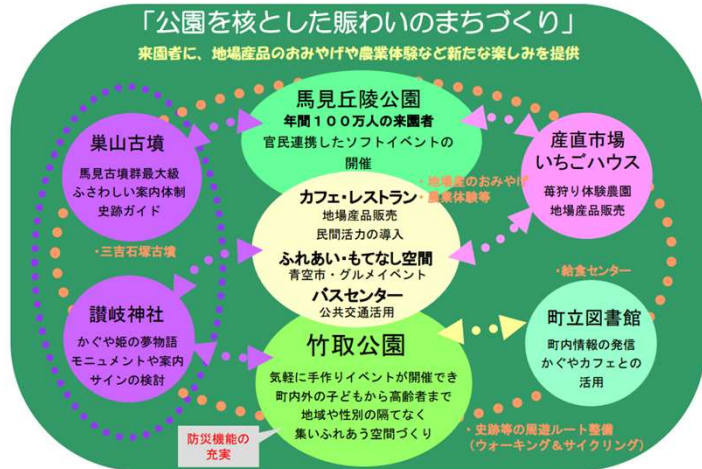 「公園を核とした賑わいのまちづくり」
来園者に、地場産品のおみやげや農業体験など新たな楽しみを提供
馬見丘陵公園
年間１００万人の来園者
官民連携したソフトイベントの
開催
巣山古墳
馬見古墳群最大級
ふさわしい案内体制
史跡ガイド
産直市場
いちごハウス
苺狩り体験農園
地場産品販売
・地場産のおみやげ
・農業体験等
カフェ・レストラン
地場産品販売
民間活力の導入
ふれあい・もてなし空間
青空市・グルメイベント
バスセンター
公共交通活用
・三吉石塚古墳
・給食センター
讃岐神社
かぐや姫の夢物語
モニュメントや案内
サインの検討
町立図書館
町内情報の発信
かぐやカフェとの
活用
竹取公園
気軽に手作りイベントが開催でき
町内外の子どもから高齢者まで
地域や性別の隔てなく
集いふれあう空間づくり
防災機能の
充実
・史跡等の周遊ルート整備
（ウォーキング＆サイクリング）